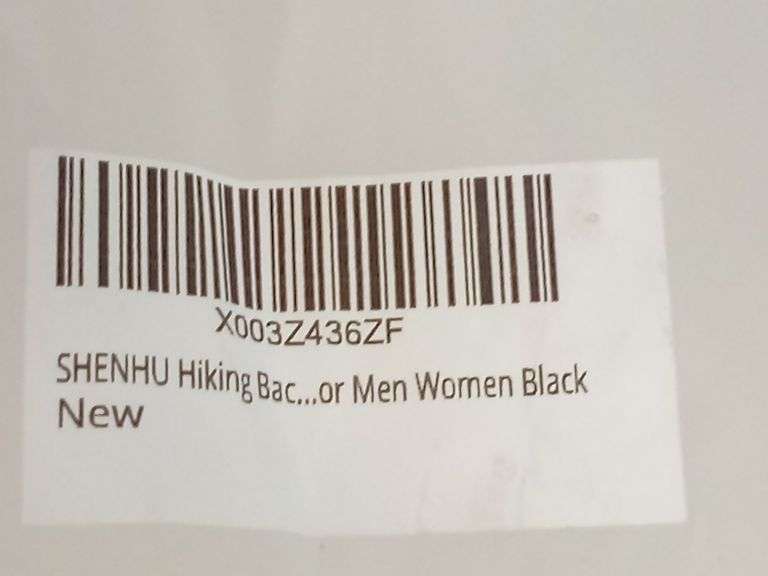 X003Z436ZF
SHENHU Hiking Bac...or Men Women Black
New